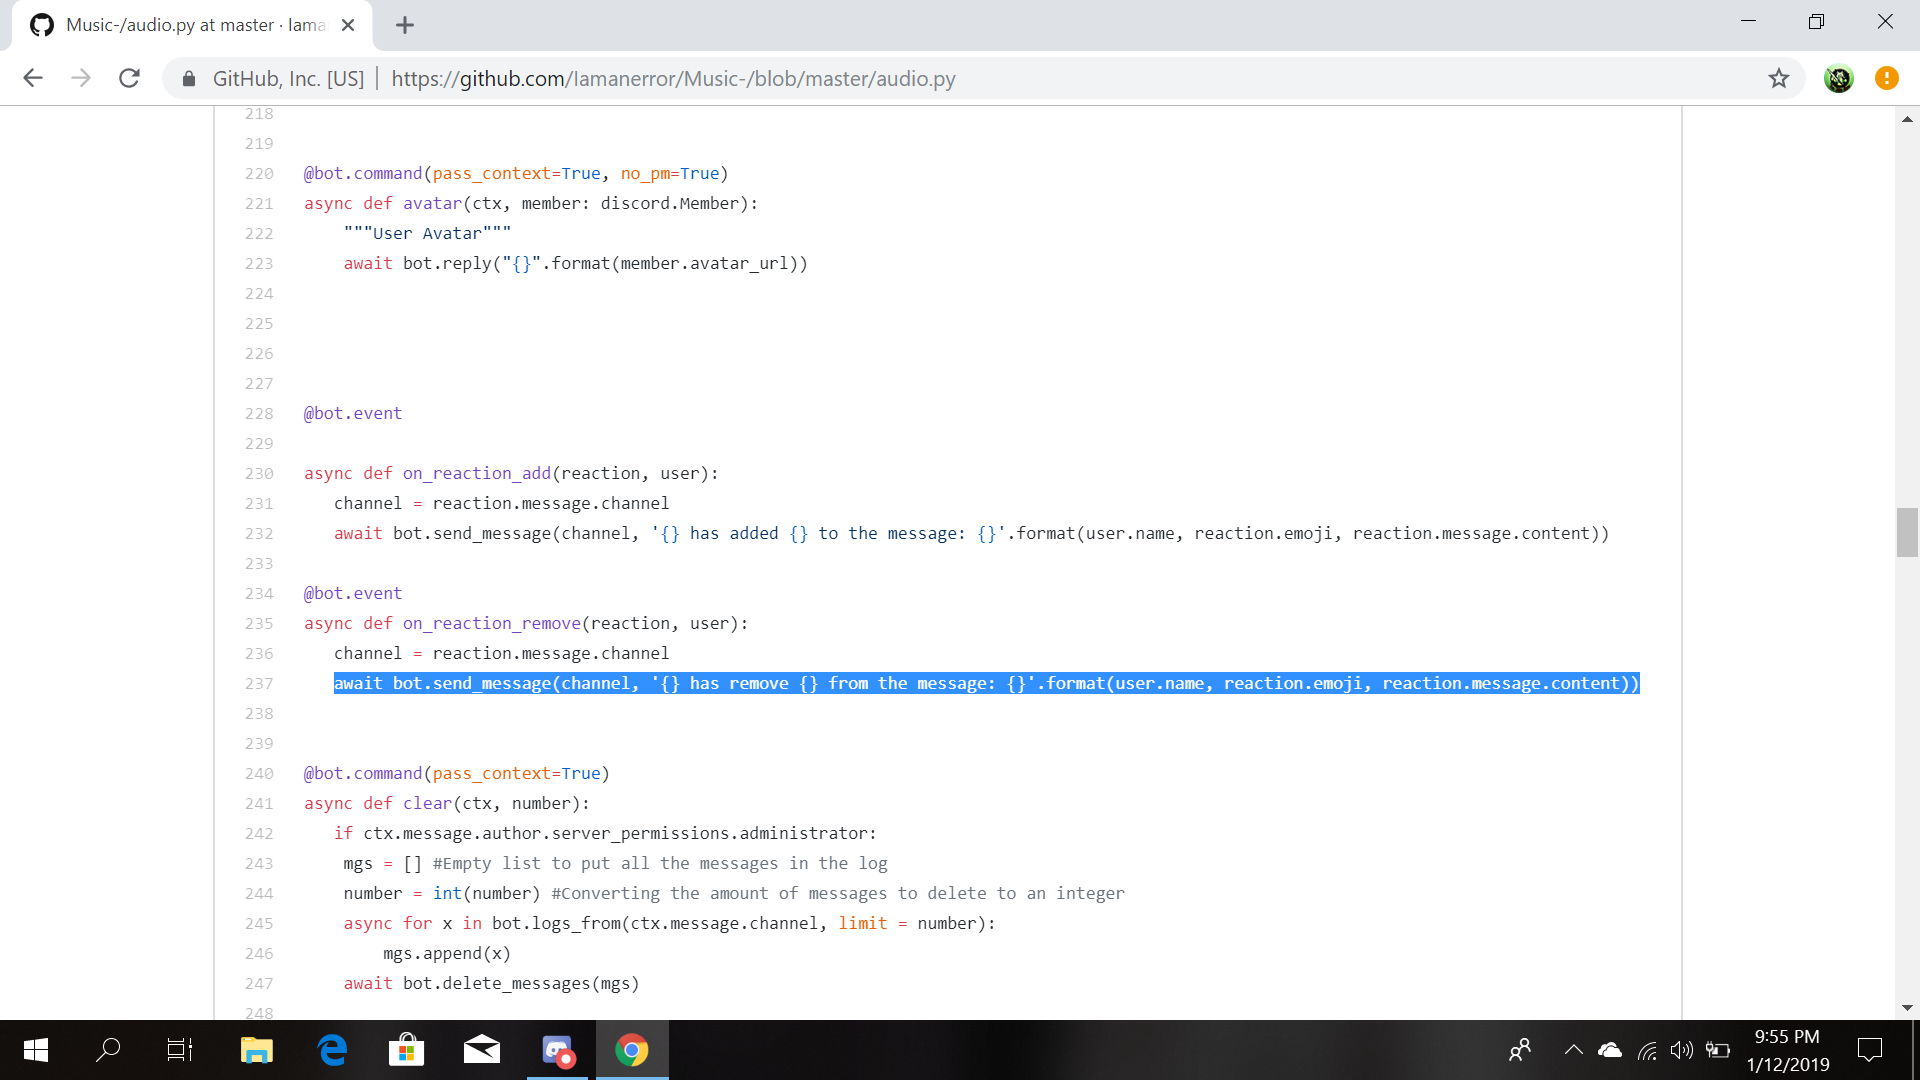 Music-/audio.py at master · Iama
GitHub, Inc. [US] | https://github.com/Iamanerror/Music-/blob/master/audio.py
218
219
220 @bot.command(pass_context=True, no_pm=True)
221 async def avatar(ctx, member: discord.Member):
222 """User Avatar"""
223 await bot.reply("{}".format(member.avatar_url))
224
225
226
227
228 @bot.event
229
230 async def on_reaction_add(reaction, user):
231 channel = reaction.message.channel
232 await bot.send_message(channel, '{} has added {} to the message: {}'.format(user.name, reaction.emoji, reaction.message.content))
233
234 @bot.event
235 async def on_reaction_remove(reaction, user):
236 channel = reaction.message.channel
237 await bot.send_message(channel, '{} has remove {} from the message: {}'.format(user.name, reaction.emoji, reaction.message.content))
238
239
240 @bot.command(pass_context=True)
241 async def clear(ctx, number):
242 if ctx.message.author.server_permissions.administrator:
243 mgs = [] #Empty list to put all the messages in the log
244 number = int(number) #Converting the amount of messages to delete to an integer
245 async for x in bot.logs_from(ctx.message.channel, limit = number):
246 mgs.append(x)
247 await bot.delete_messages(mgs)
248
9:55 PM
1/12/2019